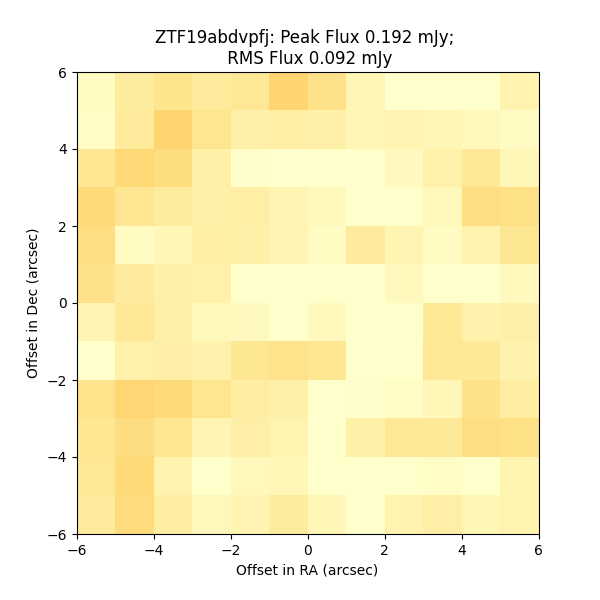 ZTF19abdvpfj: Peak Flux 0.192 mJy;
RMS Flux 0.092 mJy
6
4
2
0
−2
−4
−6
Offset in Dec (arcsec)
−6 −4 −2 0 2 4 6
Offset in RA (arcsec)